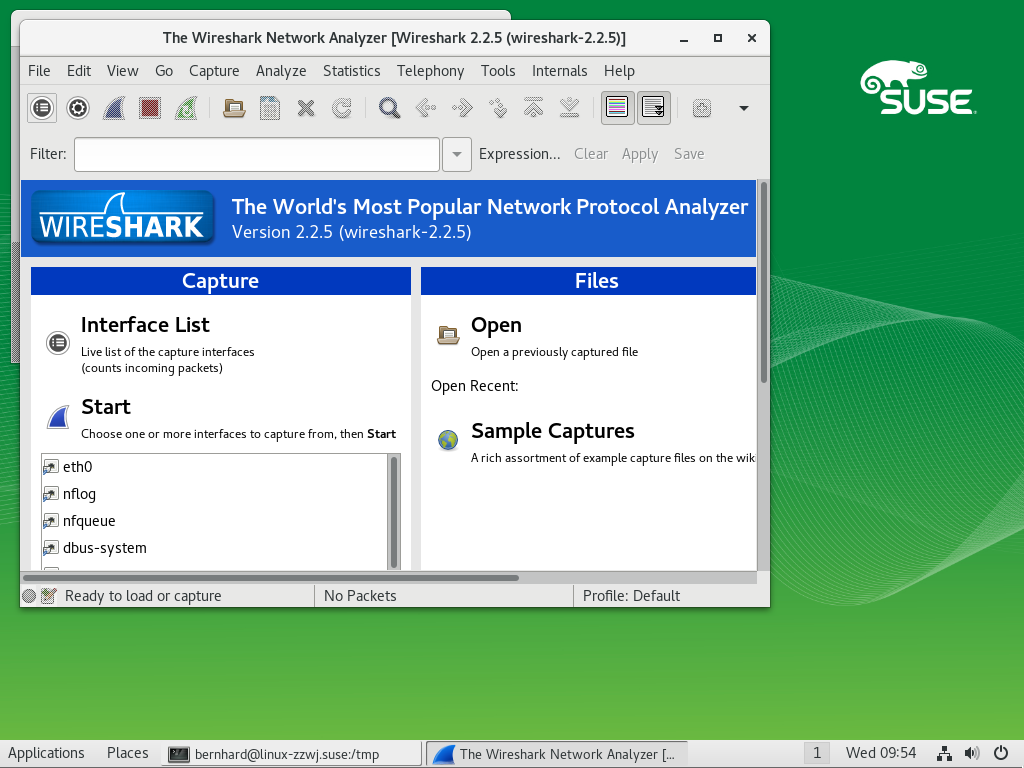 The Wireshark Network Analyzer [Wireshark 2.2.5 (wireshark-2.2.5)]
File Edit View Go Capture Analyze Statistics Telephony Tools Internals Help
Filter: Expression... Clear Apply Save
WIRESHARK
The World's Most Popular Network Protocol Analyzer
Version 2.2.5 (wireshark-2.2.5)
Capture
Interface List
Live list of the capture interfaces
(counts incoming packets)
Start
Choose one or more interfaces to capture from, then Start
eth0
nflog
nfqueue
dbus-system
Files
Open
Open a previously captured file
Open Recent:
Sample Captures
A rich assortment of example capture files on the wik
Ready to load or capture No Packets Profile: Default
SUSE
Applications Places bernhard@linux-zzwj.suse:/tmp The Wireshark Network Analyzer [... 1 Wed 09:54